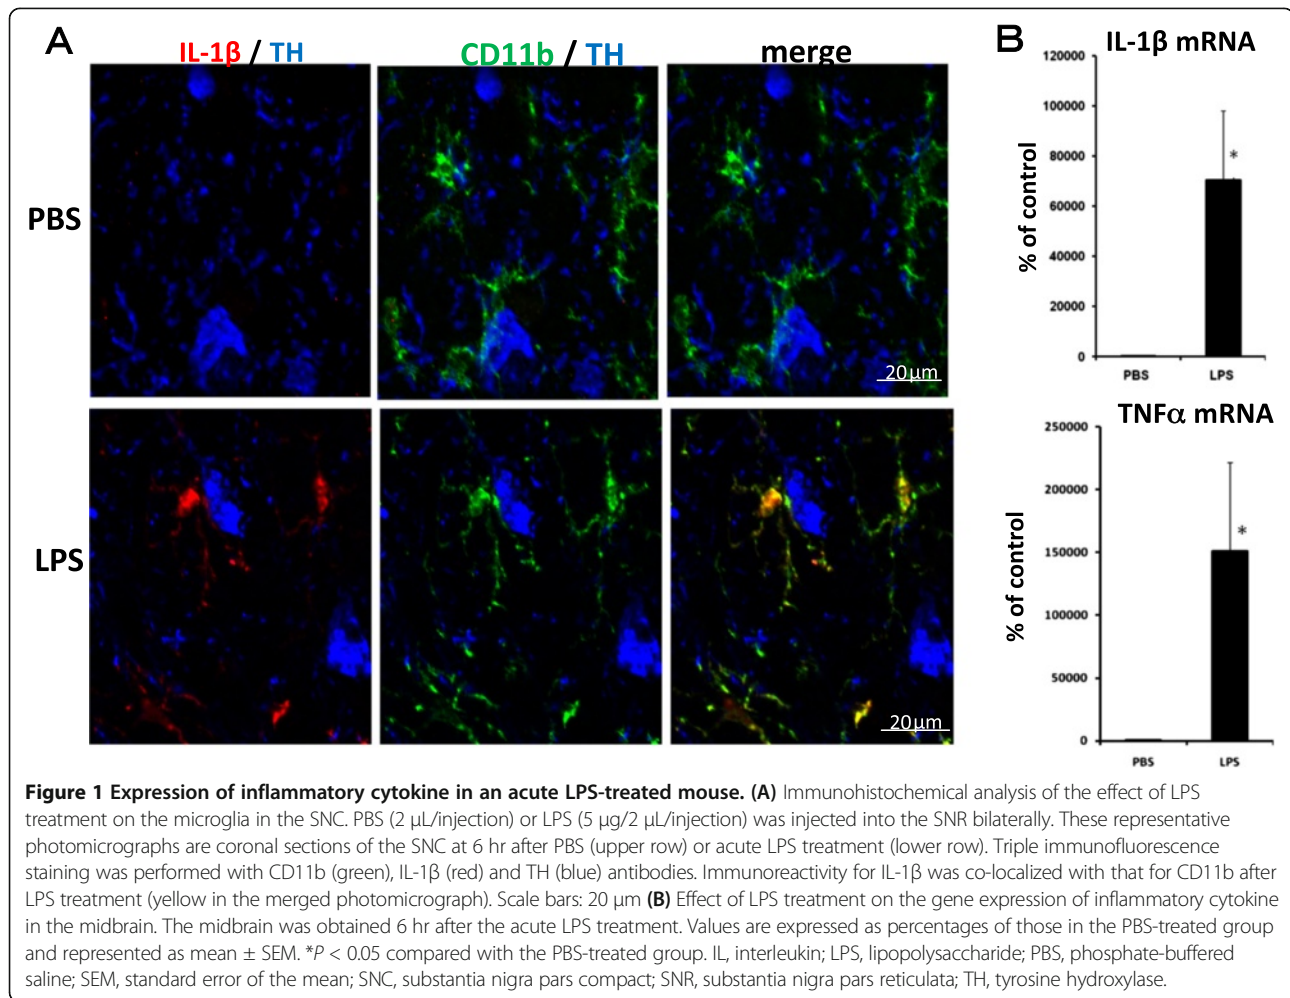 A
IL-1β / TH
CD11b / TH
merge
PBS
20 µm
LPS
20 µm
B
IL-1β mRNA
% of control
120000
100000
80000
60000
40000
20000
0
*
PBS
LPS
TNFα mRNA
% of control
250000
200000
150000
100000
50000
0
*
PBS
LPS
Figure 1 Expression of inflammatory cytokine in an acute LPS-treated mouse. (A) Immunohistochemical analysis of the effect of LPS
treatment on the microglia in the SNC. PBS (2 μL/injection) or LPS (5 μg/2 μL/injection) was injected into the SNR bilaterally. These representative
photomicrographs are coronal sections of the SNC at 6 hr after PBS (upper row) or acute LPS treatment (lower row). Triple immunofluorescence
staining was performed with CD11b (green), IL-1β (red) and TH (blue) antibodies. Immunoreactivity for IL-1β was co-localized with that for CD11b after
LPS treatment (yellow in the merged photomicrograph). Scale bars: 20 μm (B) Effect of LPS treatment on the gene expression of inflammatory cytokine
in the midbrain. The midbrain was obtained 6 hr after the acute LPS treatment. Values are expressed as percentages of those in the PBS-treated group
and represented as mean ± SEM. *P < 0.05 compared with the PBS-treated group. IL, interleukin; LPS, lipopolysaccharide; PBS, phosphate-buffered
saline; SEM, standard error of the mean; SNC, substantia nigra pars compact; SNR, substantia nigra pars reticulata; TH, tyrosine hydroxylase.